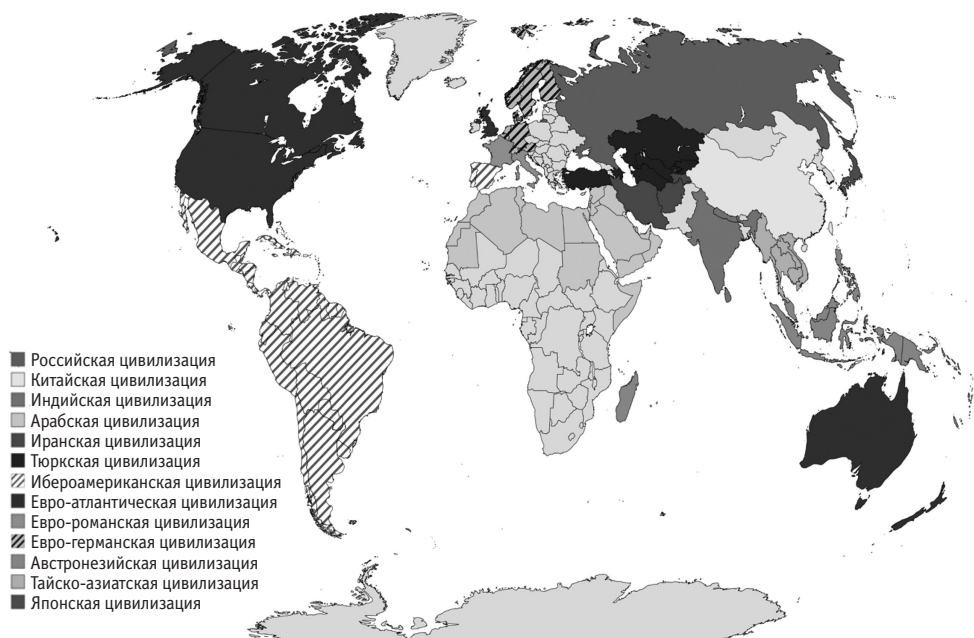 Российская цивилизация
Китайская цивилизация
Индийская цивилизация
Арабская цивилизация
Иранская цивилизация
Тюркская цивилизация
Ибероамериканская цивилизация
Евро-атлантическая цивилизация
Евро-романская цивилизация
Евро-германская цивилизация
Австронезийская цивилизация
Тайско-азиатская цивилизация
Японская цивилизация